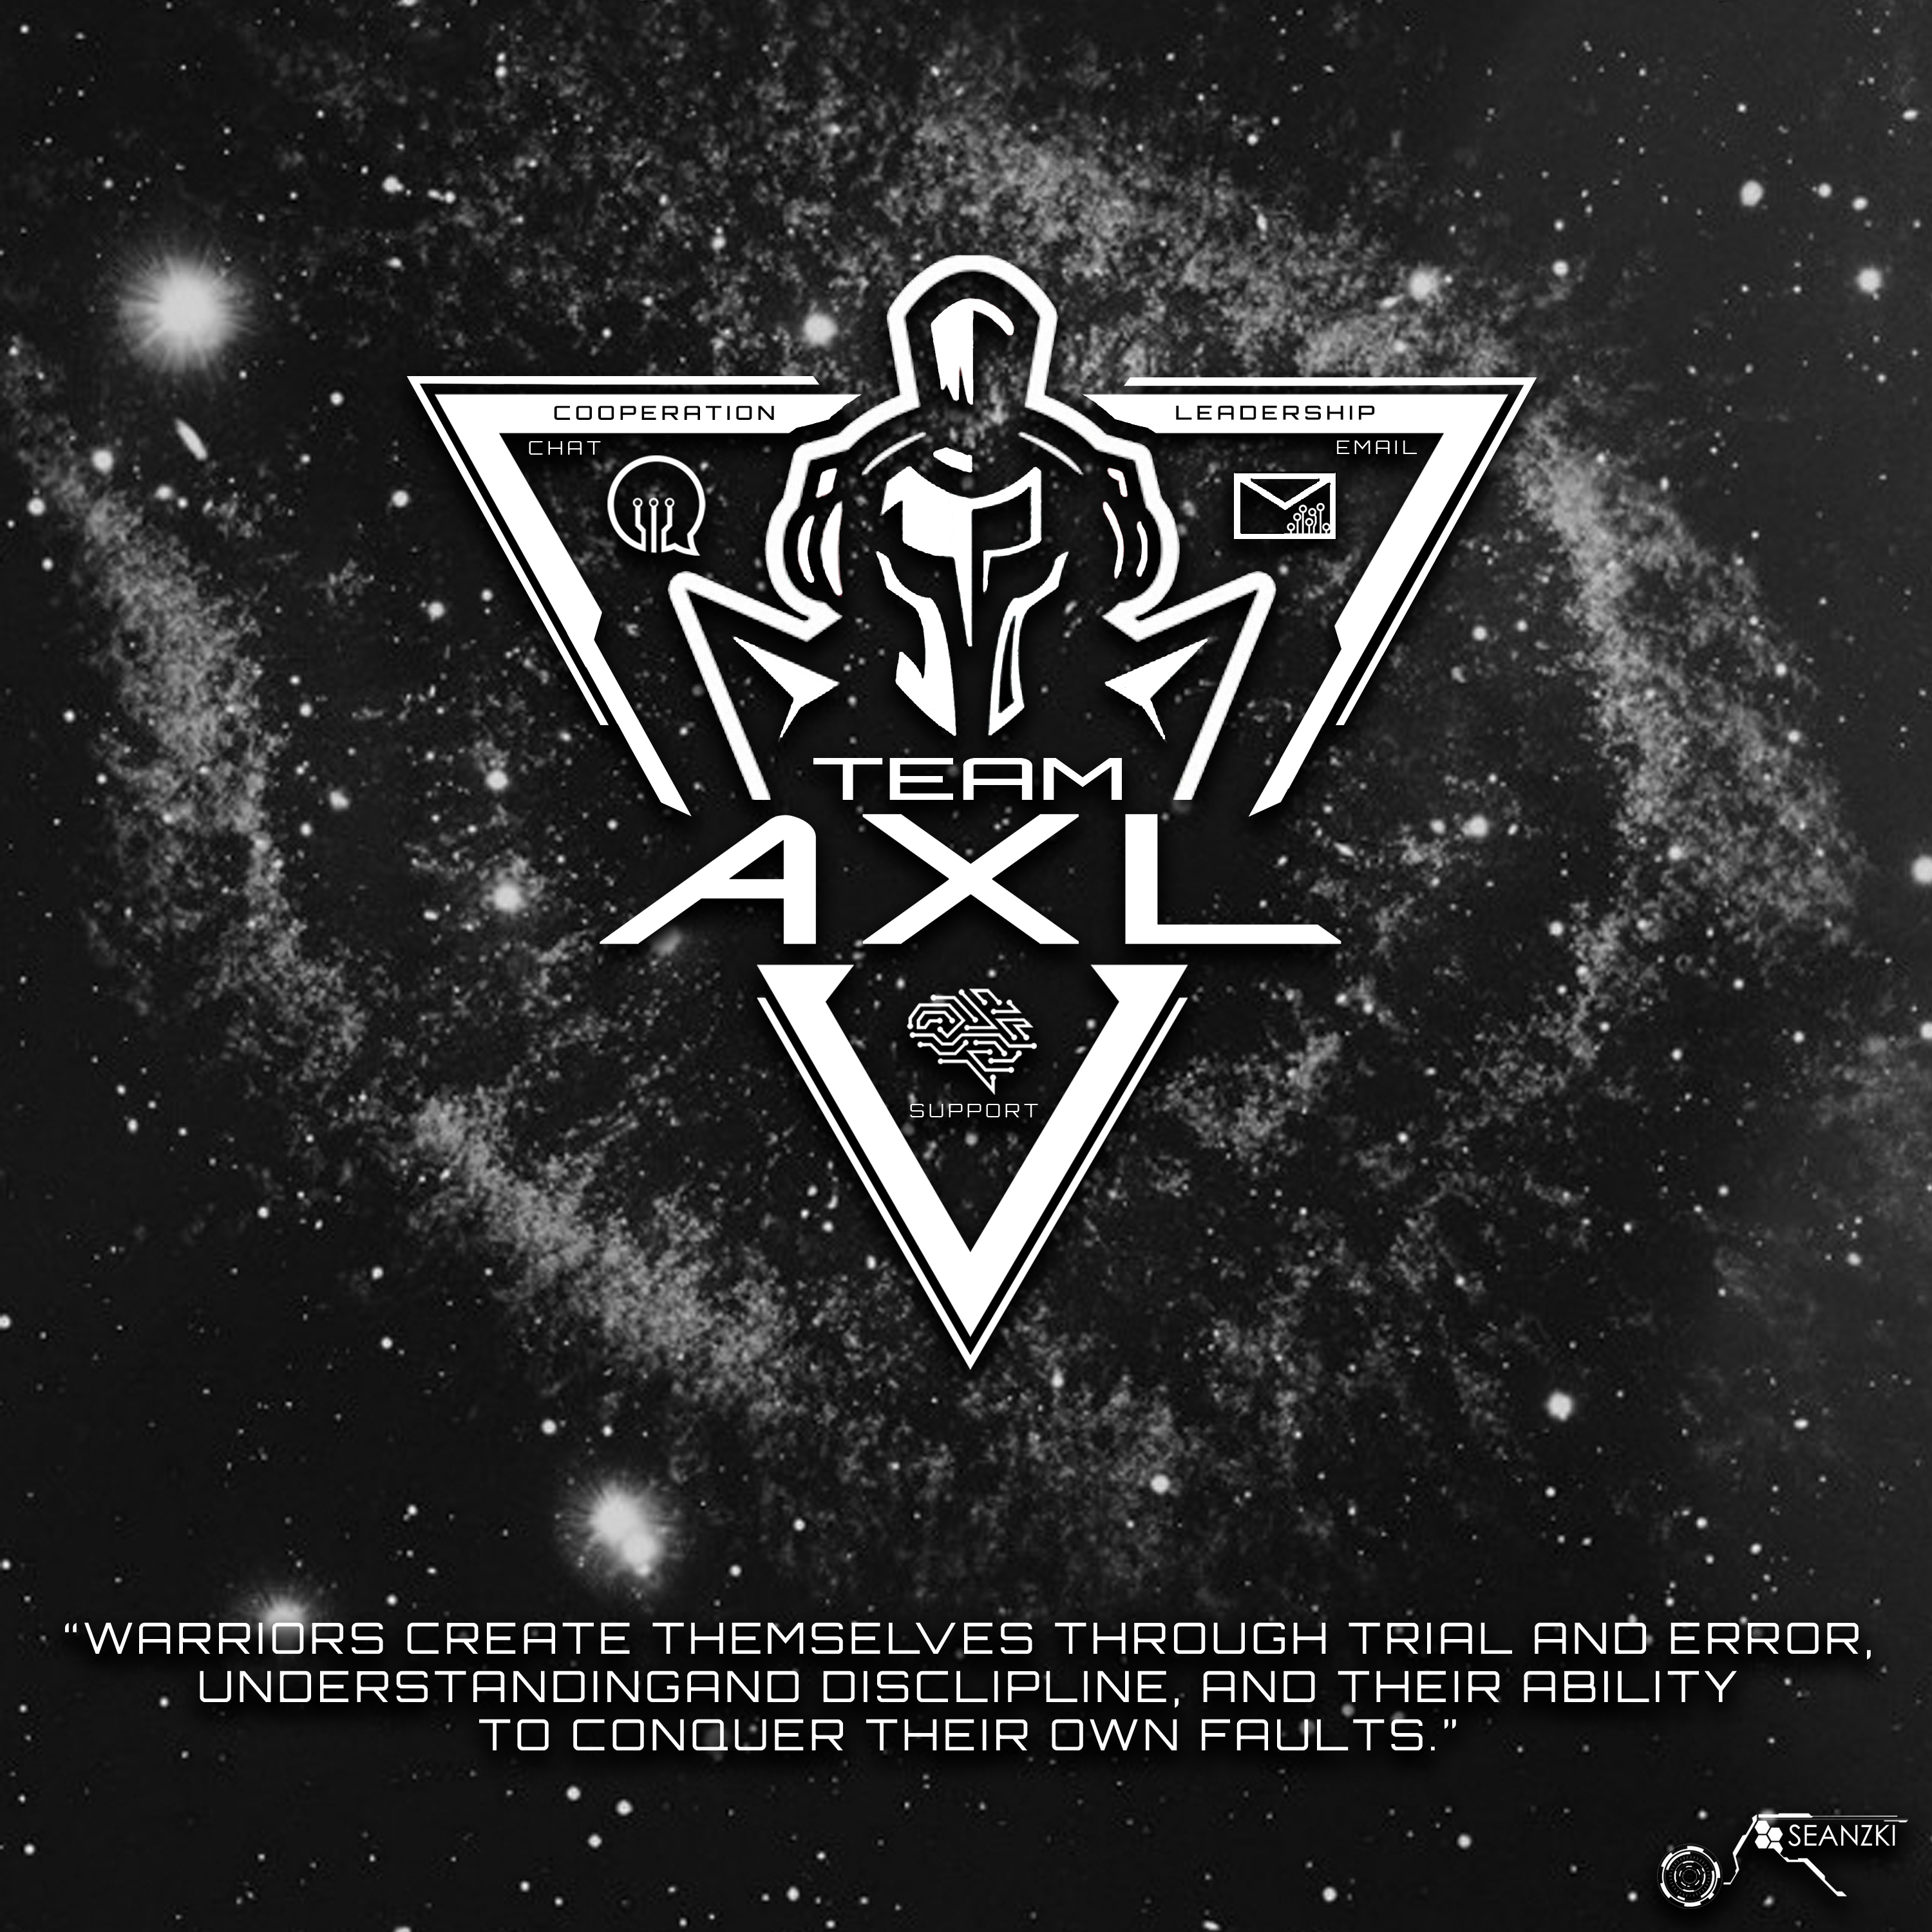 COOPERATION
LEADERSHIP
CHAT
EMAIL
TEAM
AXL
SUPPORT
“WARRIORS CREATE THEMSELVES THROUGH TRIAL AND ERROR,
UNDERSTANDINGAND DISCLIPLINE, AND THEIR ABILITY
TO CONQUER THEIR OWN FAULTS.”
SEANZKI